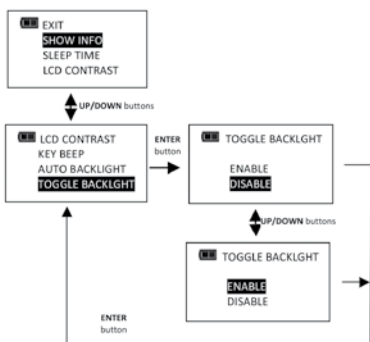 EXIT
SHOW INFO
SLEEP TIME
LCD CONTRAST
UP/DOWN buttons
LCD CONTRAST
KEY BEEP
AUTO BACKLIGHT
TOGGLE BACKLGHT
ENTER
button
TOGGLE BACKLGHT
ENABLE
DISABLE
UP/DOWN buttons
TOGGLE BACKLGHT
ENABLE
DISABLE
ENTER
button